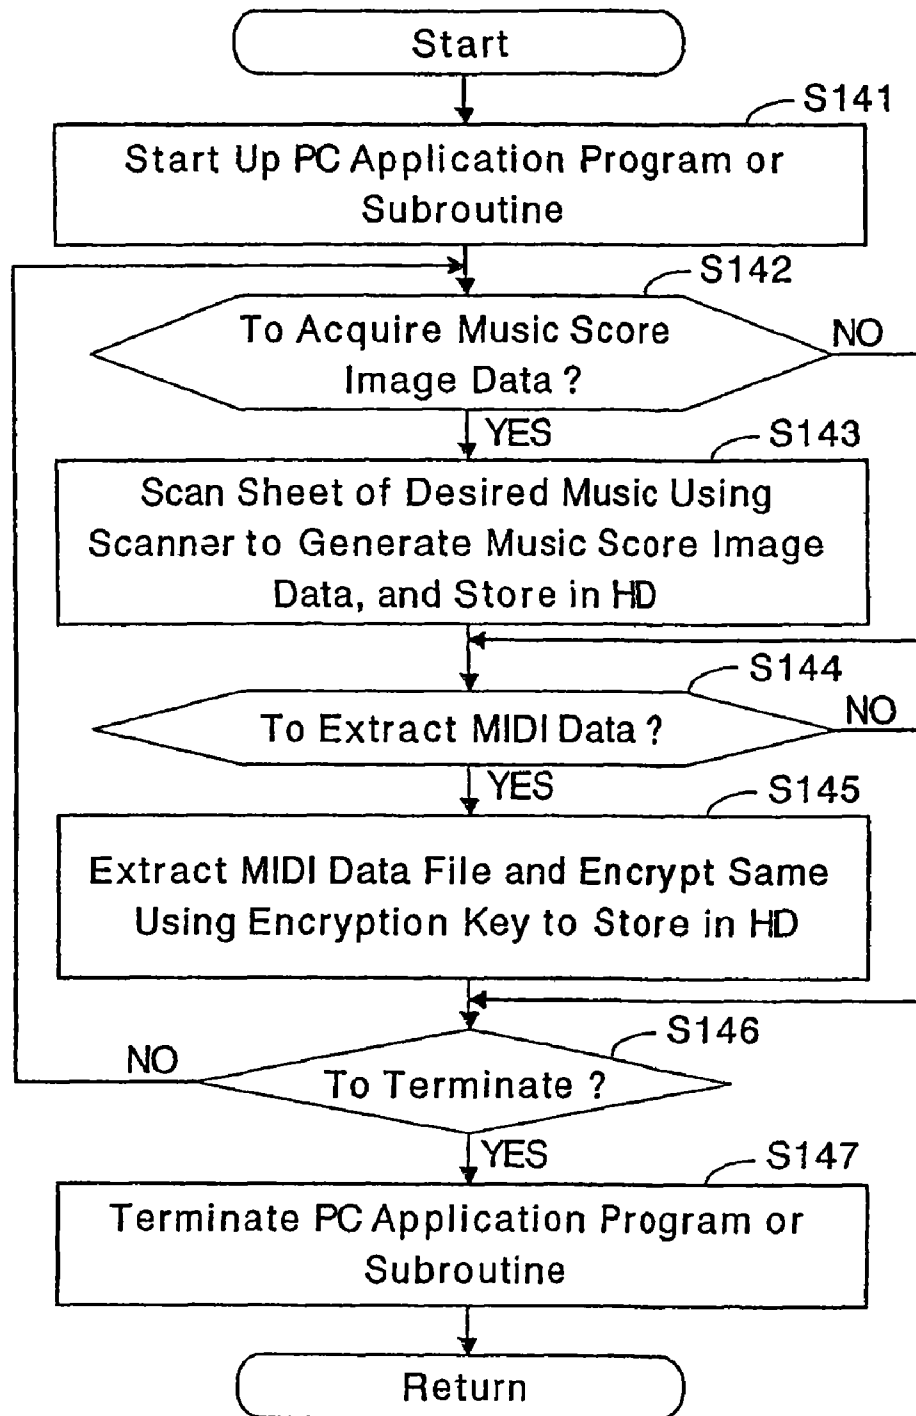 Start
S141
Start Up PC Application Program or
Subroutine
S142
To Acquire Music Score
Image Data ?
NO
YES
S143
Scan Sheet of Desired Music Using
Scanner to Generate Music Score Image
Data, and Store in HD
S144
To Extract MIDI Data ?
NO
YES
S145
Extract MIDI Data File and Encrypt Same
Using Encryption Key to Store in HD
S146
NO
To Terminate ?
YES
S147
Terminate PC Application Program or
Subroutine
Return